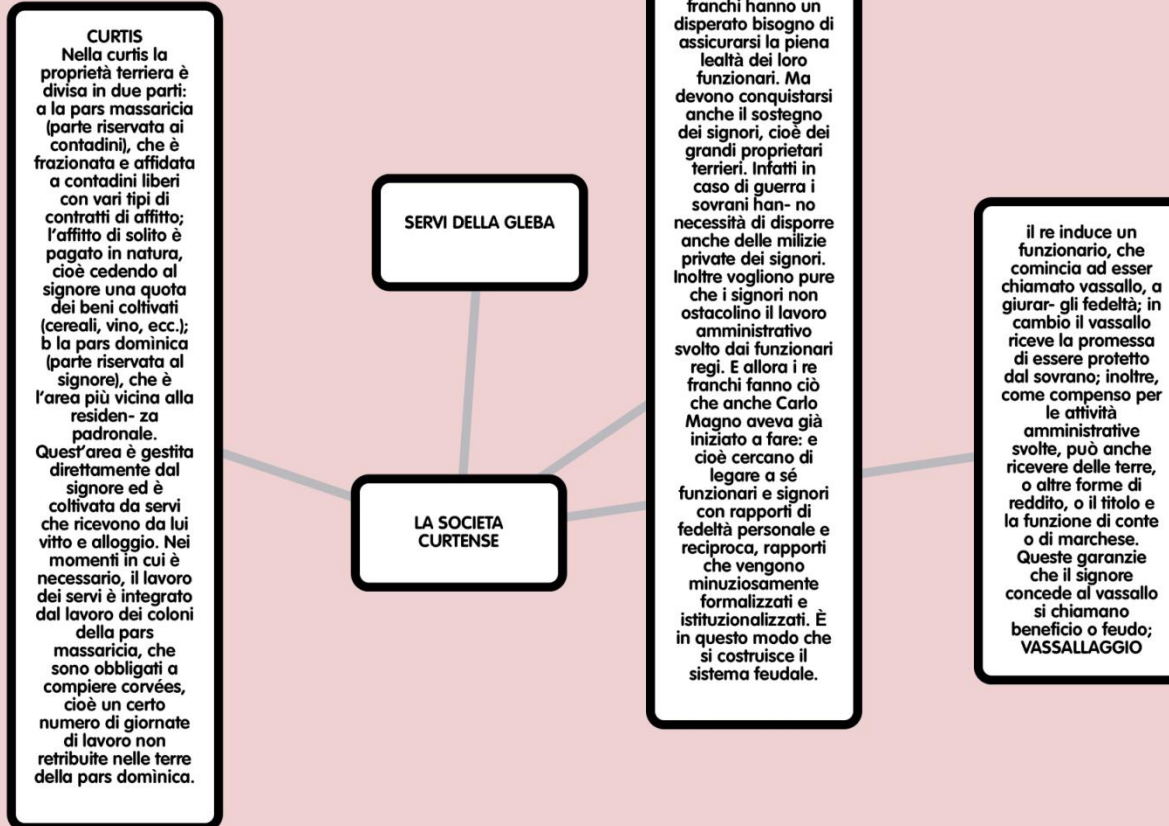 CURTIS
Nella curtis la
proprietà terriera è
divisa in due parti:
a la pars massaricia
(parte riservata ai
contadini), che è
frazionata e affidata
a contadini liberi
con vari tipi di
contratti di affitto;
l'affitto di solito è
pagato in natura,
cioè cedendo al
signore una quota
dei beni coltivati
(cereali, vino, ecc.);
b la pars domìnica
(parte riservata al
signore), che è
l'area più vicina alla
residen- za
padronale.
Quest'area è gestita
direttamente dal
signore ed è
coltivata da servi
che ricevono da lui
vitto e alloggio. Nei
momenti in cui è
necessario, il lavoro
dei servi è integrato
dal lavoro dei coloni
della pars
massaricia, che
sono obbligati a
compiere corvées,
cioè un certo
numero di giornate
di lavoro non
retribuite nelle terre
della pars domìnica.
SERVI DELLA GLEBA
LA SOCIETA
CURTENSE
franchi hanno un
disperato bisogno di
assicurarsi la piena
lealtà dei loro
funzionari. Ma
devono conquistarsi
anche il sostegno
dei signori, cioè dei
grandi proprietari
terrieri. Infatti in
caso di guerra i
sovrani han- no
necessità di disporre
anche delle milizie
private dei signori.
Inoltre vogliono pure
che i signori non
ostacolino il lavoro
amministrativo
svolto dai funzionari
regi. E allora i re
franchi fanno ciò
che anche Carlo
Magno aveva già
iniziato a fare: e
cioè cercano di
legare a sé
funzionari e signori
con rapporti di
fedeltà personale e
reciproca, rapporti
che vengono
minuziosamente
formalizzati e
istituzionalizzati. È
in questo modo che
si costruisce il
sistema feudale.
il re induce un
funzionario, che
comincia ad esser
chiamato vassallo, a
giurar- gli fedeltà; in
cambio il vassallo
riceve la promessa
di essere protetto
dal sovrano; inoltre,
come compenso per
le attività
amministrative
svolte, può anche
ricevere delle terre,
o altre forme di
reddito, o il titolo e
la funzione di conte
o di marchese.
Queste garanzie
che il signore
concede al vassallo
si chiamano
beneficio o feudo;
VASSALLAGGIO